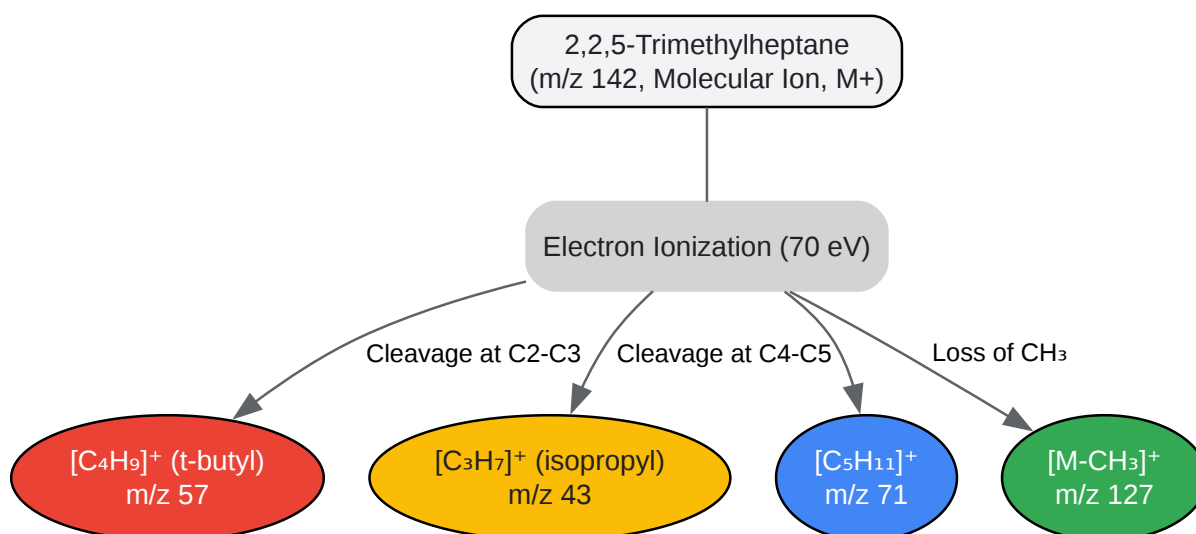 2,2,5-Trimethylheptane
(m/z 142, Molecular Ion, M+)
Electron Ionization (70 eV)
Cleavage at C2-C3
Cleavage at C4-C5
Loss of CH₃
[C₄H₉]⁺ (t-butyl)
m/z 57
[C₃H₇]⁺ (isopropyl)
m/z 43
[C₅H₁₁]⁺
m/z 71
[M-CH₃]⁺
m/z 127